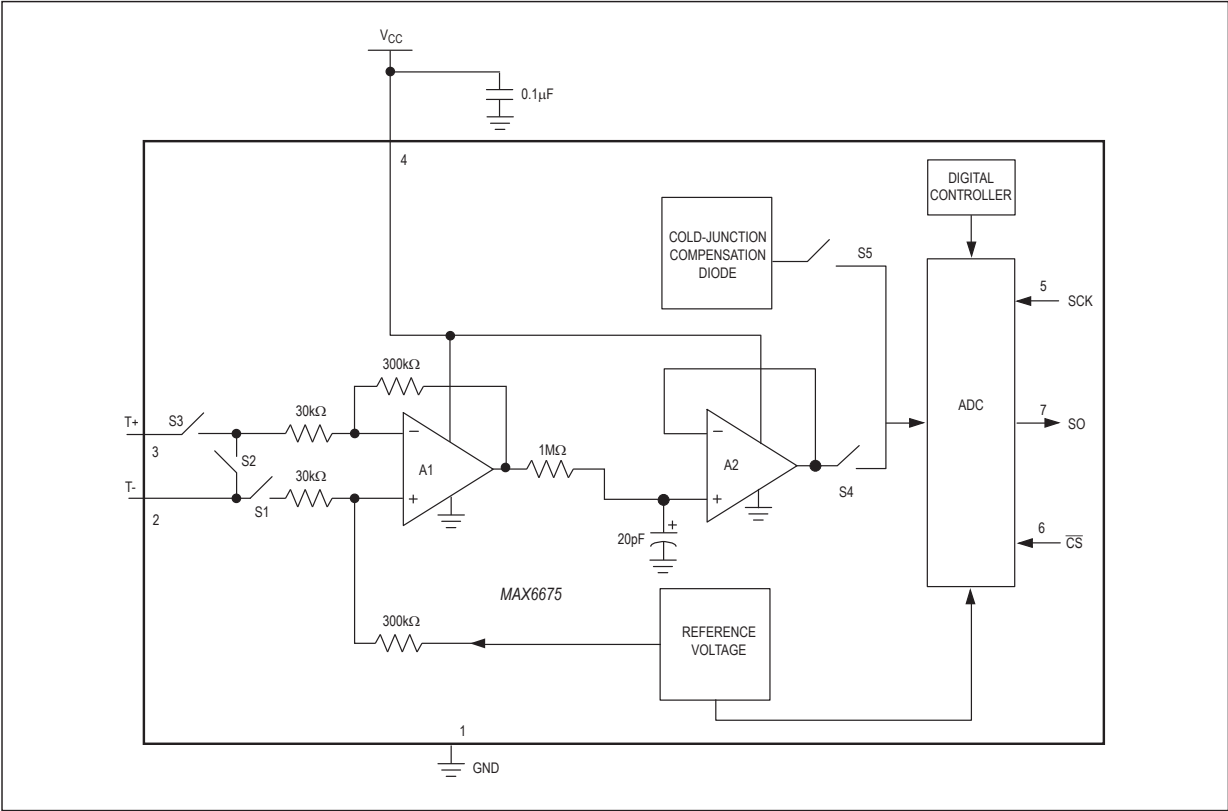 VCC
0.1μF
4
DIGITAL
CONTROLLER
COLD-JUNCTION
COMPENSATION
DIODE
S5
5
SCK
300kΩ
ADC
T+
S3
30kΩ
7
SO
3
S2
1MΩ
A1
A2
T-
30kΩ
S1
S4
2
−
+
−
+
+
20pF
6
CS
MAX6675
300kΩ
REFERENCE
VOLTAGE
1
GND